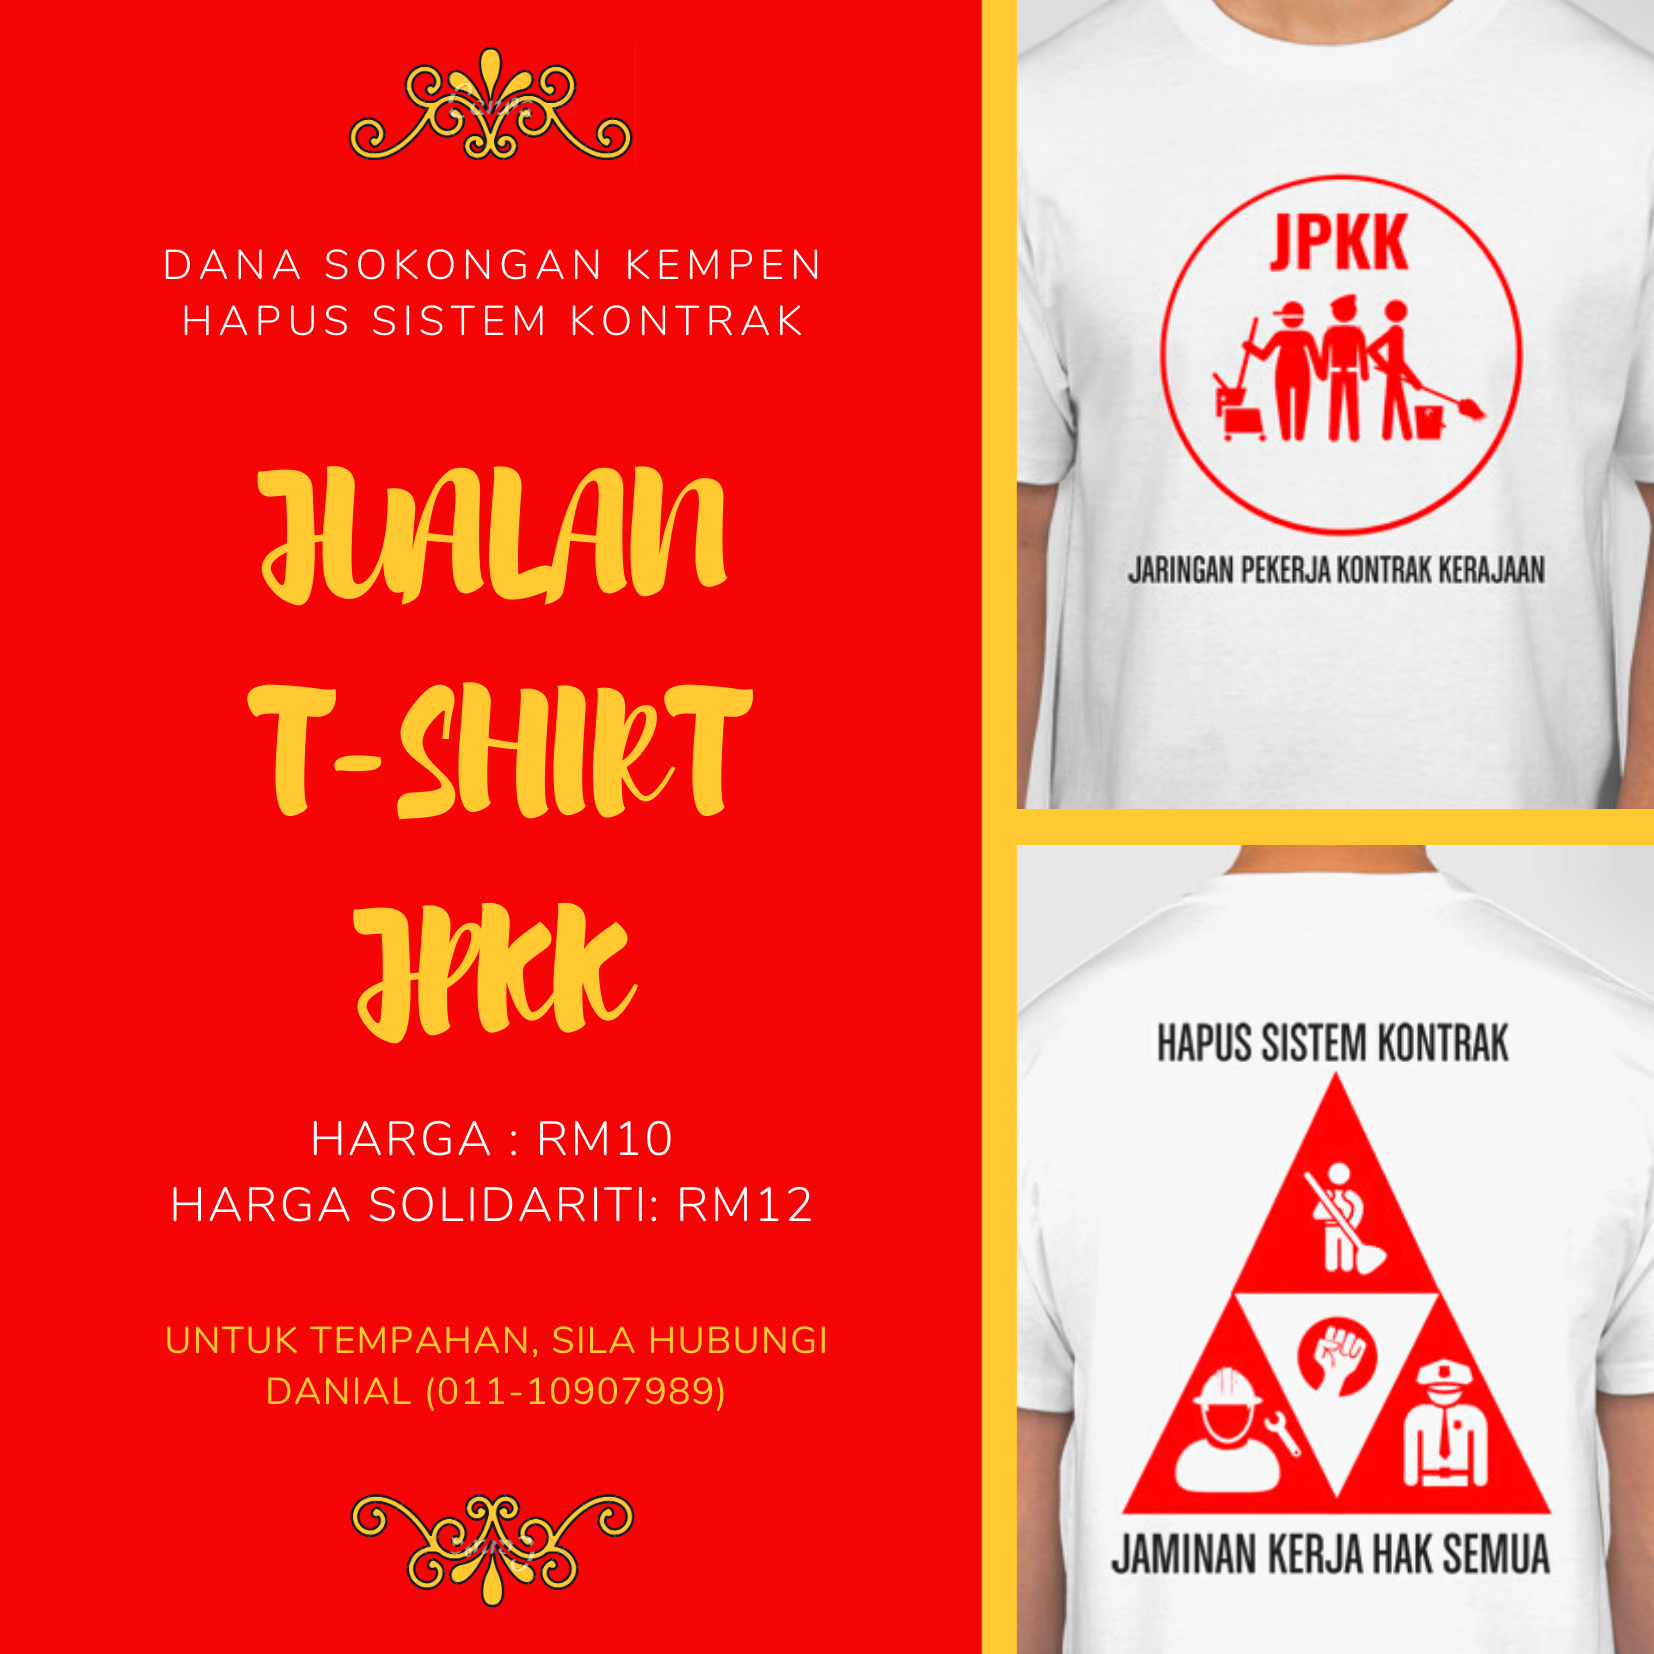 DANA SOKONGAN KEMPEN
HAPUS SISTEM KONTRAK
JUALAN
T-SHIRT
JPKK
HARGA : RM10
HARGA SOLIDARITI: RM12
UNTUK TEMPAHAN, SILA HUBUNGI
DANIAL (011-10907989)
JPKK
JARINGAN PEKERJA KONTRAK KERAJAAN
HAPUS SISTEM KONTRAK
JAMINAN KERJA HAK SEMUA